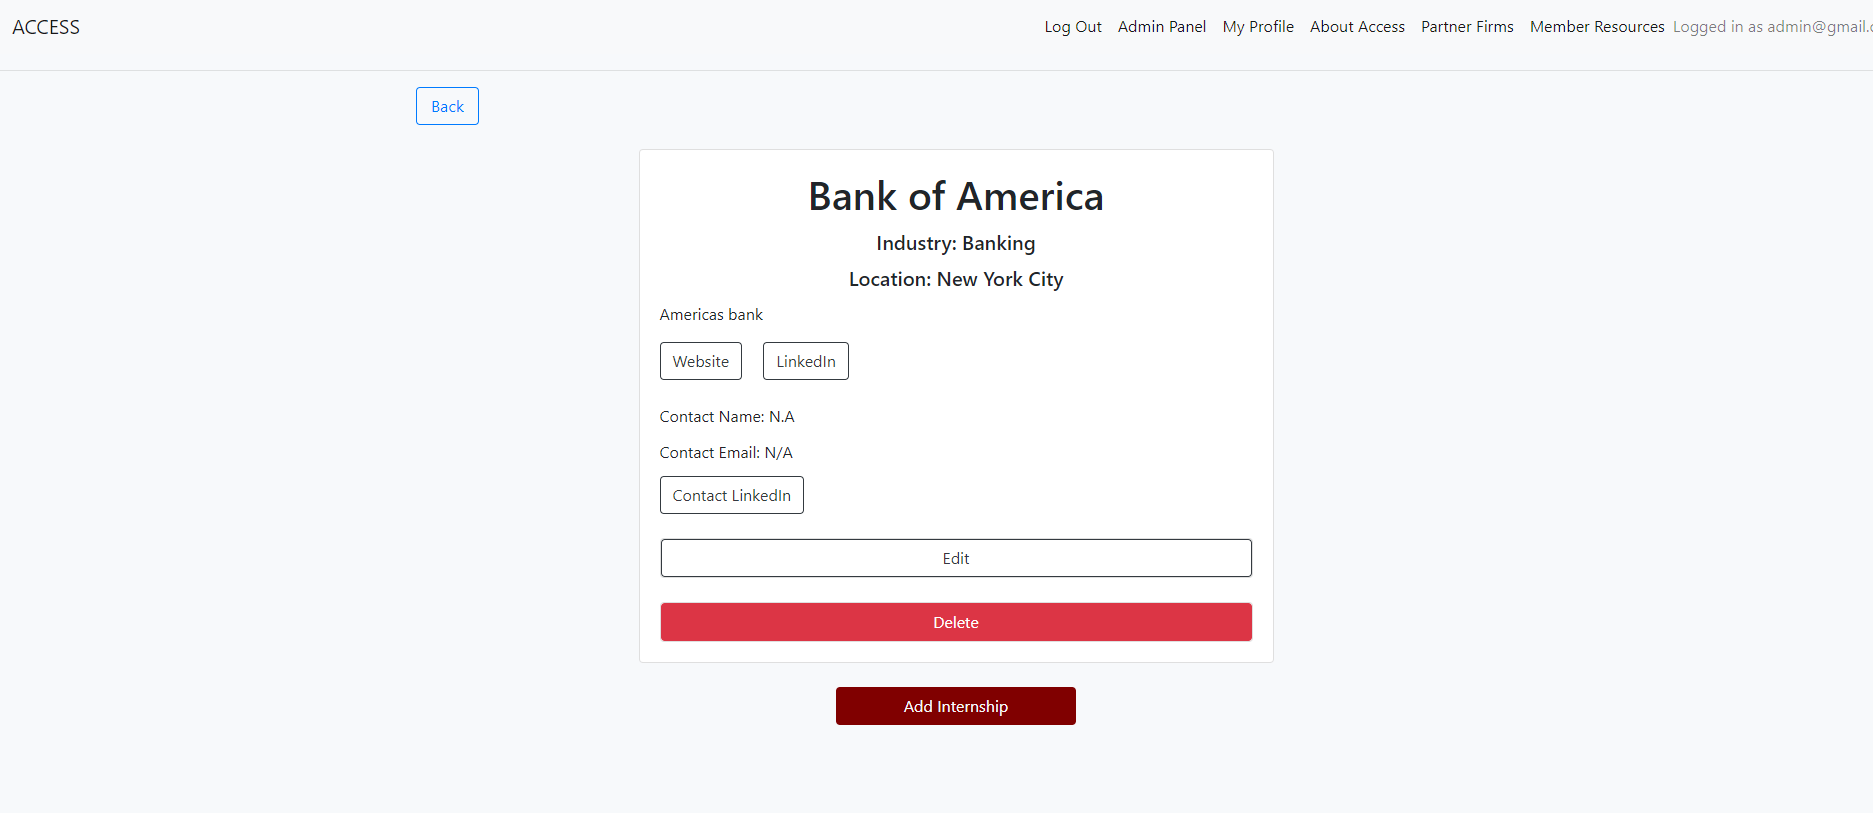 ACCESS Log Out Admin Panel My Profile About Access Partner Firms Member Resources Logged in as admin@gmail.
Back
Bank of America
Industry: Banking
Location: New York City
Americas bank
Website LinkedIn
Contact Name: N.A
Contact Email: N/A
Contact LinkedIn
Edit
Delete
Add Internship